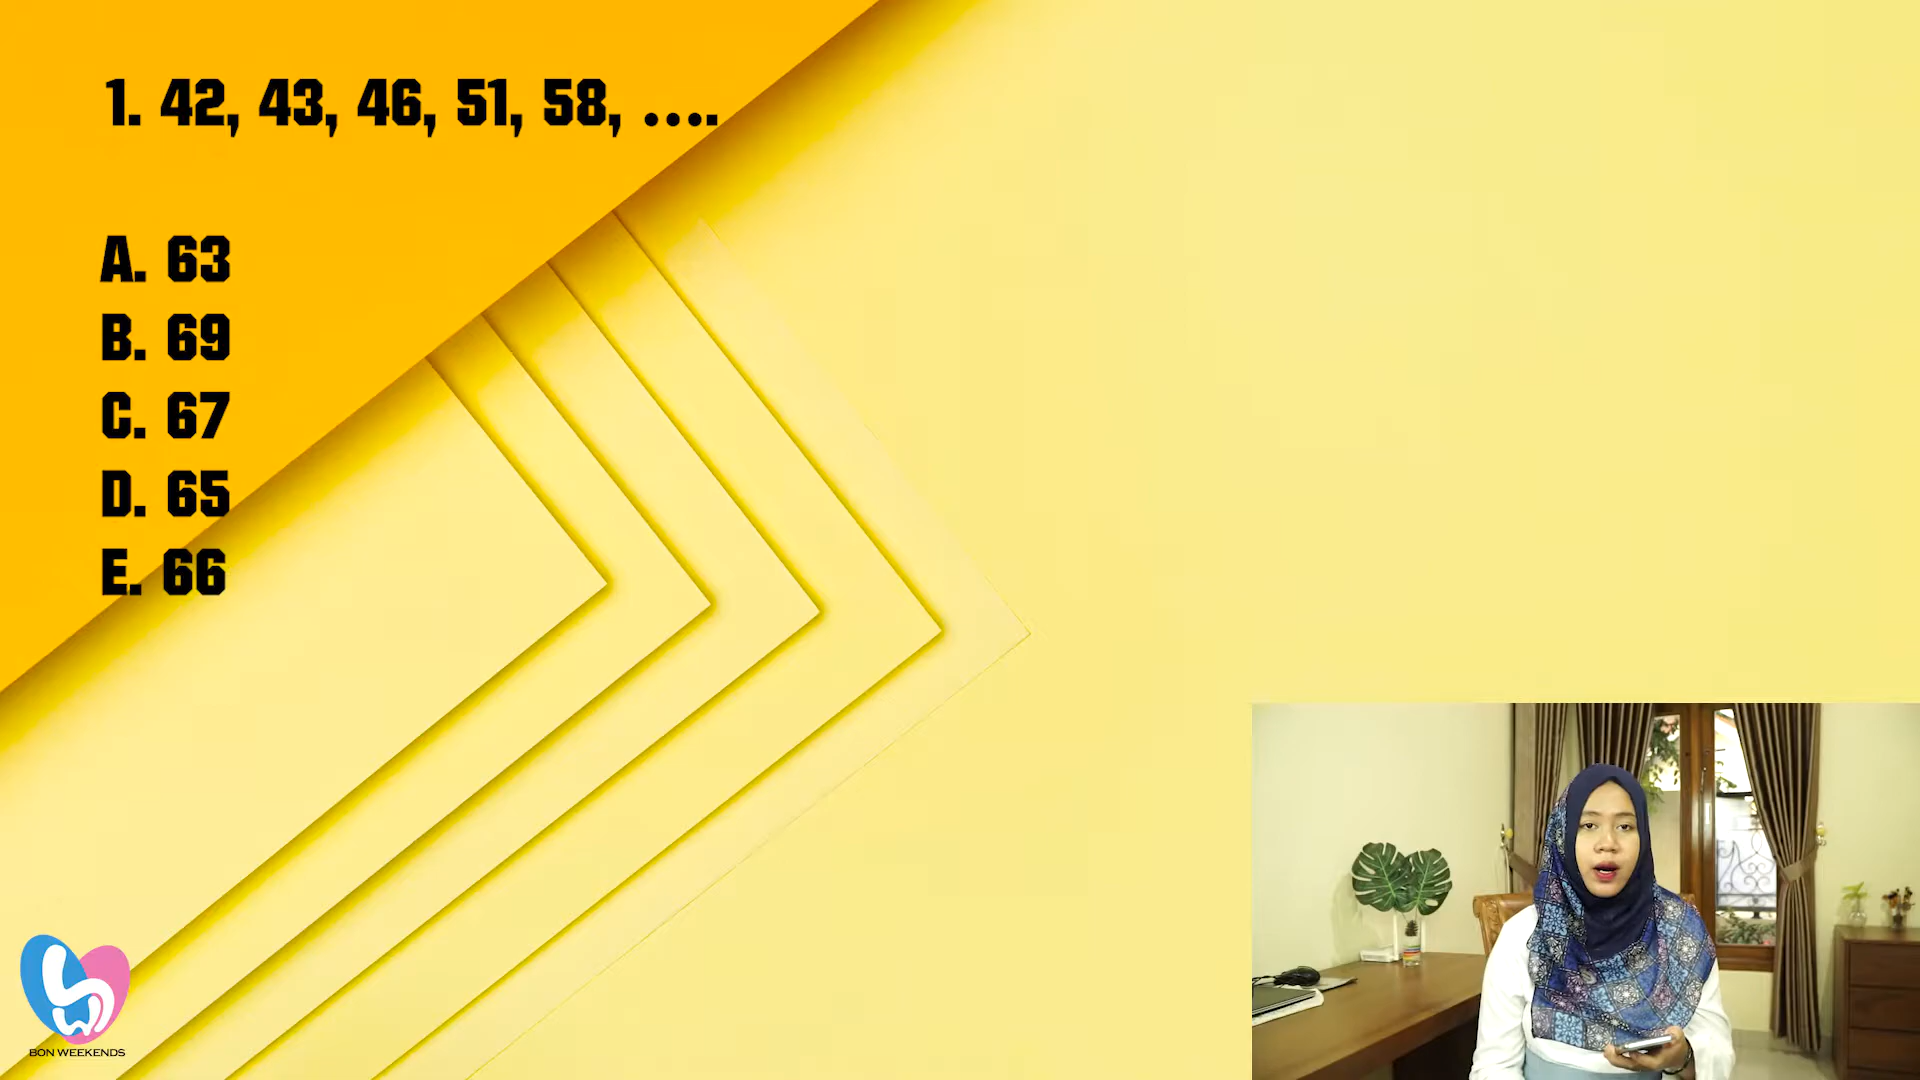 1. 42, 43, 46, 51, 58, ....
A. 63
B. 69
C. 67
D. 65
E. 66
BON WEEKENDS